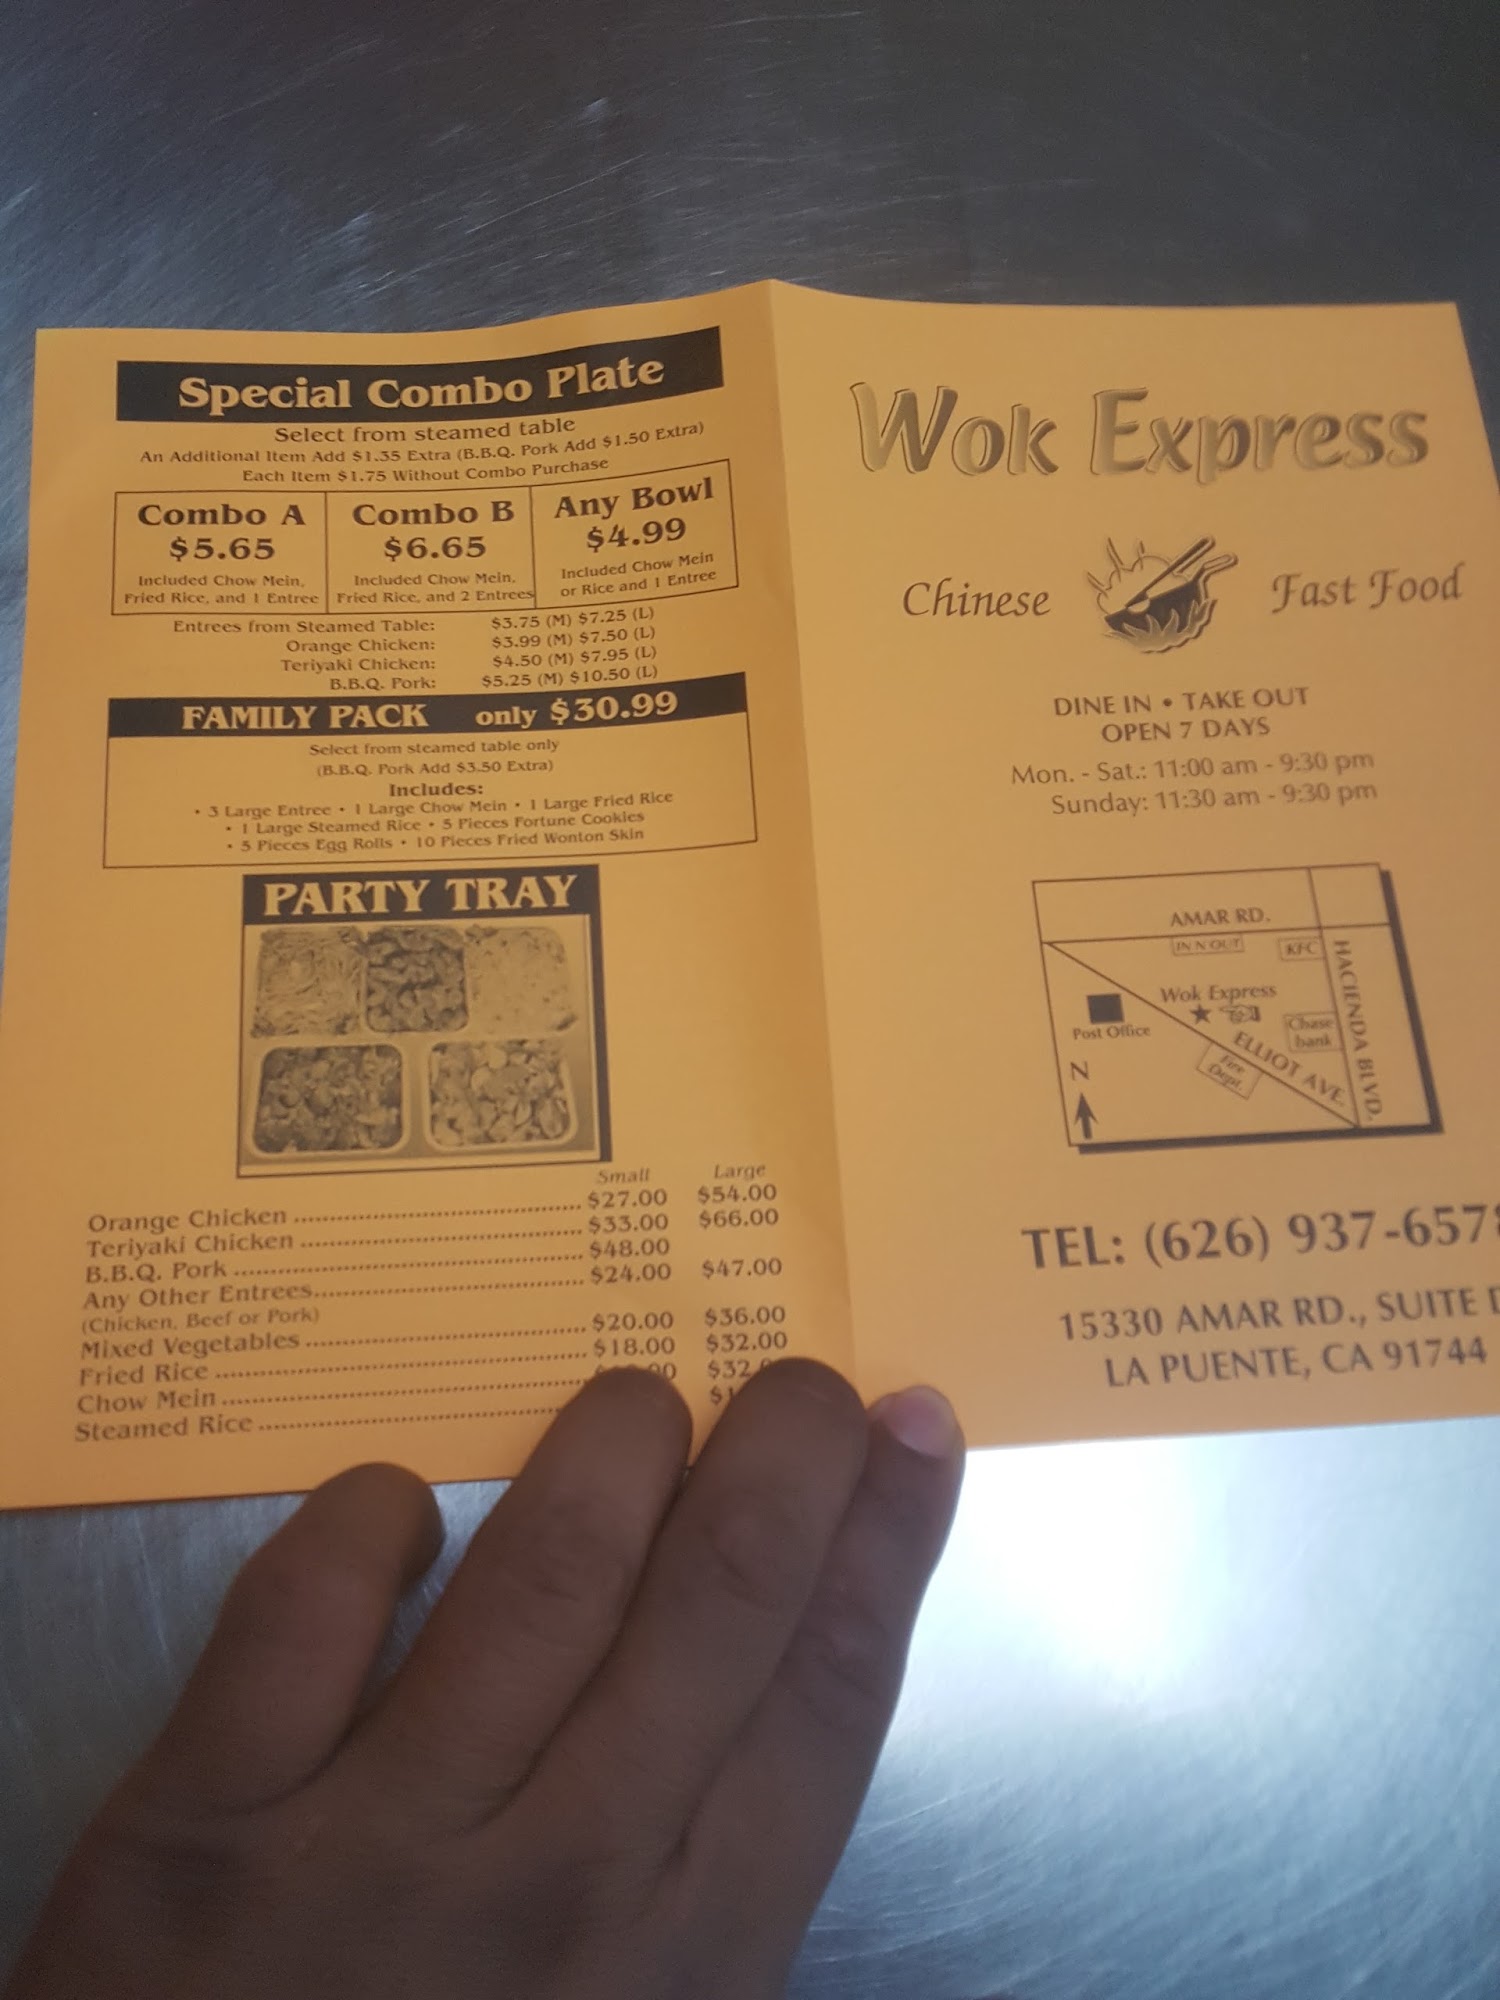 Special Combo Plate
Select from steamed table
An Additional Item Add $1.35 Extra (B.B.Q. Pork Add $1.50 Extra)
Each Item $1.75 Without Combo Purchase
Combo A
$5.65
Included Chow Mein,
Fried Rice, and 1 Entree
Combo B
$6.65
Included Chow Mein,
Fried Rice, and 2 Entrees
Any Bowl
$4.99
Included Chow Mein
or Rice and 1 Entree
Entrees from Steamed Table: $3.75 (M) $7.25 (L)
Orange Chicken: $3.99 (M) $7.50 (L)
Teriyaki Chicken: $4.50 (M) $7.95 (L)
B.B.Q. Pork: $5.25 (M) $10.50 (L)
FAMILY PACK only $30.99
Select from steamed table only
(B.B.Q. Pork Add $3.50 Extra)
Includes:
• 3 Large Entree • 1 Large Chow Mein • 1 Large Fried Rice
• 1 Large Steamed Rice • 5 Pieces Fortune Cookies
• 5 Pieces Egg Rolls • 10 Pieces Fried Wonton Skin
PARTY TRAY
Small Large
Orange Chicken $27.00 $54.00
Teriyaki Chicken $33.00 $66.00
B.B.Q. Pork $48.00
Any Other Entrees $24.00 $47.00
(Chicken, Beef or Pork)
Mixed Vegetables $20.00 $36.00
Fried Rice $18.00 $32.00
Chow Mein
Steamed Rice
Wok Express
Chinese Fast Food
DINE IN • TAKE OUT
OPEN 7 DAYS
Mon. - Sat.: 11:00 am - 9:30 pm
Sunday: 11:30 am - 9:30 pm
AMAR RD.
IN N OUT
KFC
HACIENDA BLVD.
Wok Express
Post Office
Chase
bank
ELLIOT AVE.
Fire
Dept.
N
TEL: (626) 937-657
15330 AMAR RD., SUITE
LA PUENTE, CA 91744